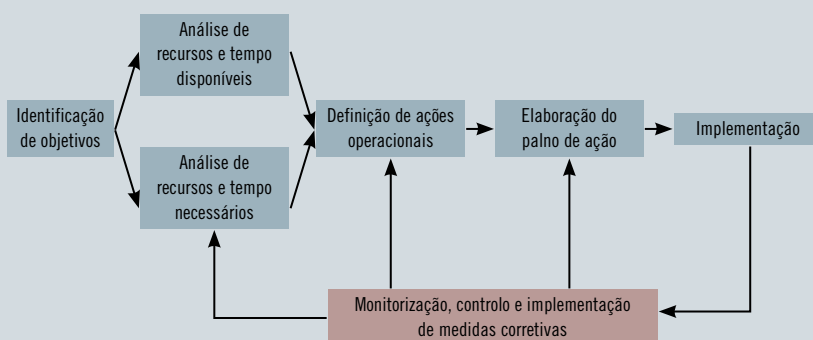 Identificação
de objetivos
Análise de
recursos e tempo
disponíveis
Análise de
recursos e tempo
necessários
Definição de ações
operacionais
Elaboração do
palno de ação
Implementação
Monitorização, controlo e implementação
de medidas corretivas